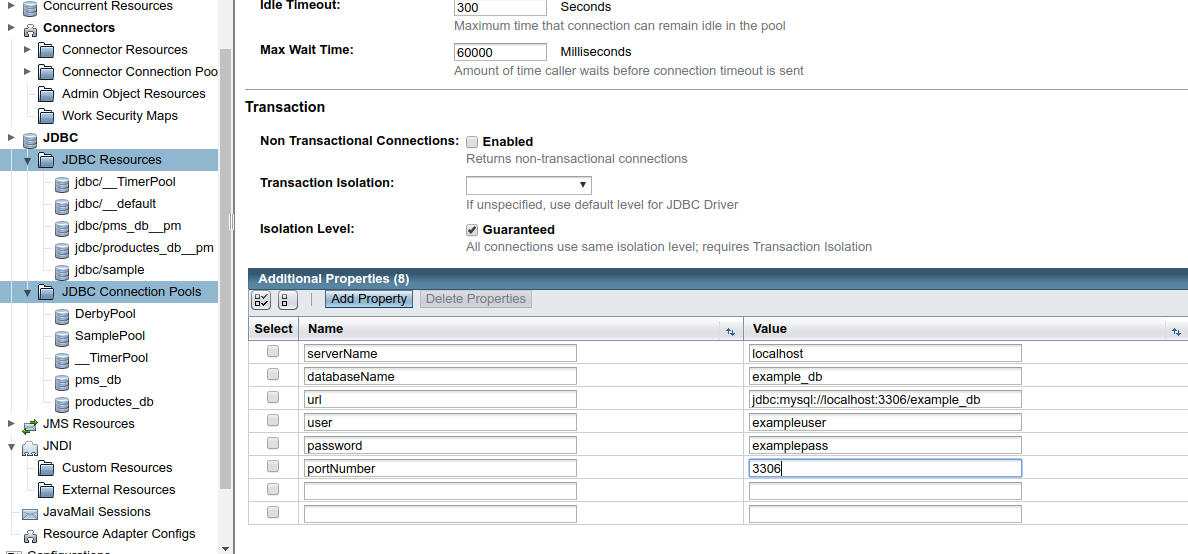 Concurrent Resources
Connectors
Connector Resources
Connector Connection Poo
Admin Object Resources
Work Security Maps
JDBC
JDBC Resources
jdbc/__TimerPool
jdbc/__default
jdbc/pms_db__pm
jdbc/productes_db__pm
jdbc/sample
JDBC Connection Pools
DerbyPool
SamplePool
__TimerPool
pms_db
productes_db
JMS Resources
JNDI
Custom Resources
External Resources
JavaMail Sessions
Resource Adapter Configs
Configurations
Idle Timeout: 300 Seconds
Maximum time that connection can remain idle in the pool
Max Wait Time: 60000 Milliseconds
Amount of time caller waits before connection timeout is sent
Transaction
Non Transactional Connections: Enabled
Returns non-transactional connections
Transaction Isolation:
If unspecified, use default level for JDBC Driver
Isolation Level: Guaranteed
All connections use same isolation level; requires Transaction Isolation
Additional Properties (8)
Add Property Delete Properties
Select Name Value
serverName localhost
databaseName example_db
url jdbc:mysql://localhost:3306/example_db
user exampleuser
password examplepass
portNumber 3306